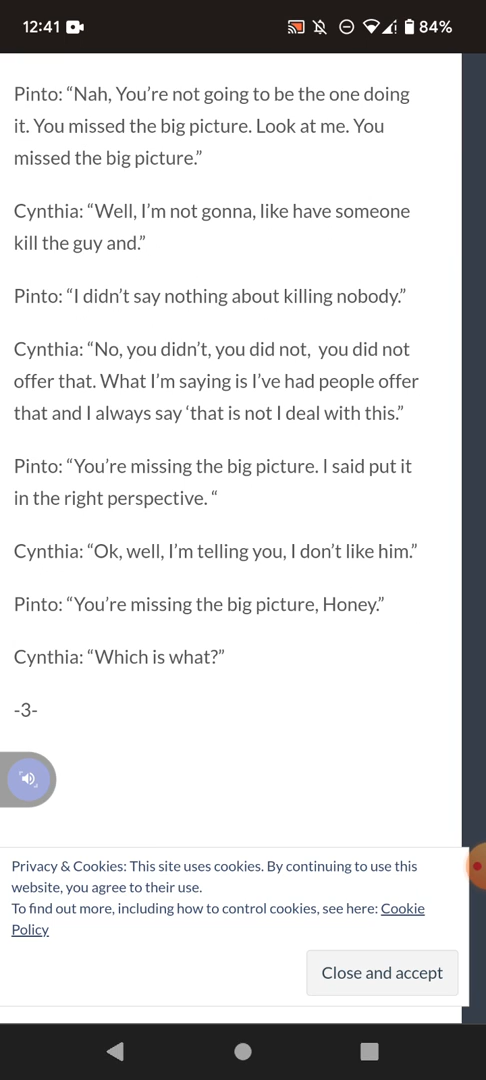 12:41
84%
Pinto: “Nah, You’re not going to be the one doing
it. You missed the big picture. Look at me. You
missed the big picture.”
Cynthia: “Well, I’m not gonna, like have someone
kill the guy and.”
Pinto: “I didn’t say nothing about killing nobody.”
Cynthia: “No, you didn’t, you did not,  you did not
offer that. What I’m saying is I’ve had people offer
that and I always say ‘that is not I deal with this.”
Pinto: “You’re missing the big picture. I said put it
in the right perspective. “
Cynthia: “Ok, well, I’m telling you, I don’t like him.”
Pinto: “You’re missing the big picture, Honey.”
Cynthia: “Which is what?”
-3-
Privacy & Cookies: This site uses cookies. By continuing to use this
website, you agree to their use.
To find out more, including how to control cookies, see here: Cookie
Policy
Close and accept